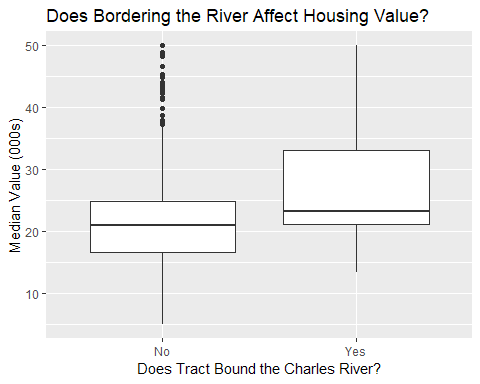 Does Bordering the River Affect Housing Value?
Median Value (000s)
50
40
30
20
10
No
Yes
Does Tract Bound the Charles River?